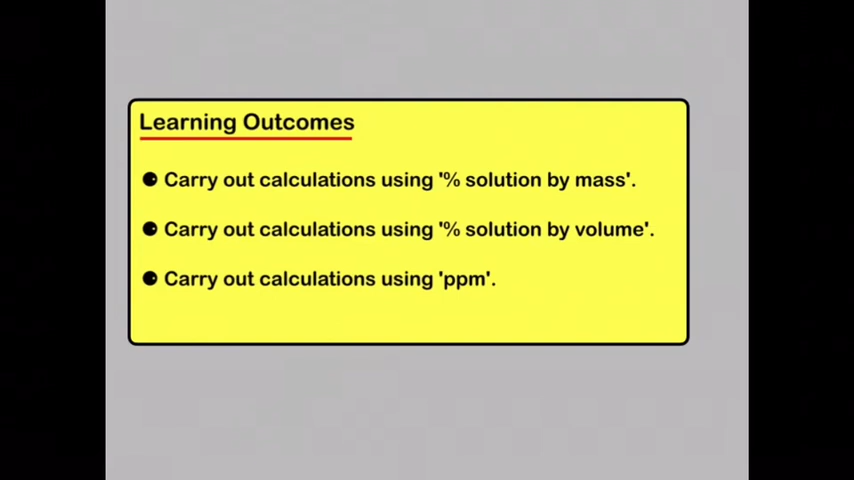 Learning Outcomes
Carry out calculations using '% solution by mass'.
Carry out calculations using '% solution by volume'.
Carry out calculations using 'ppm'.